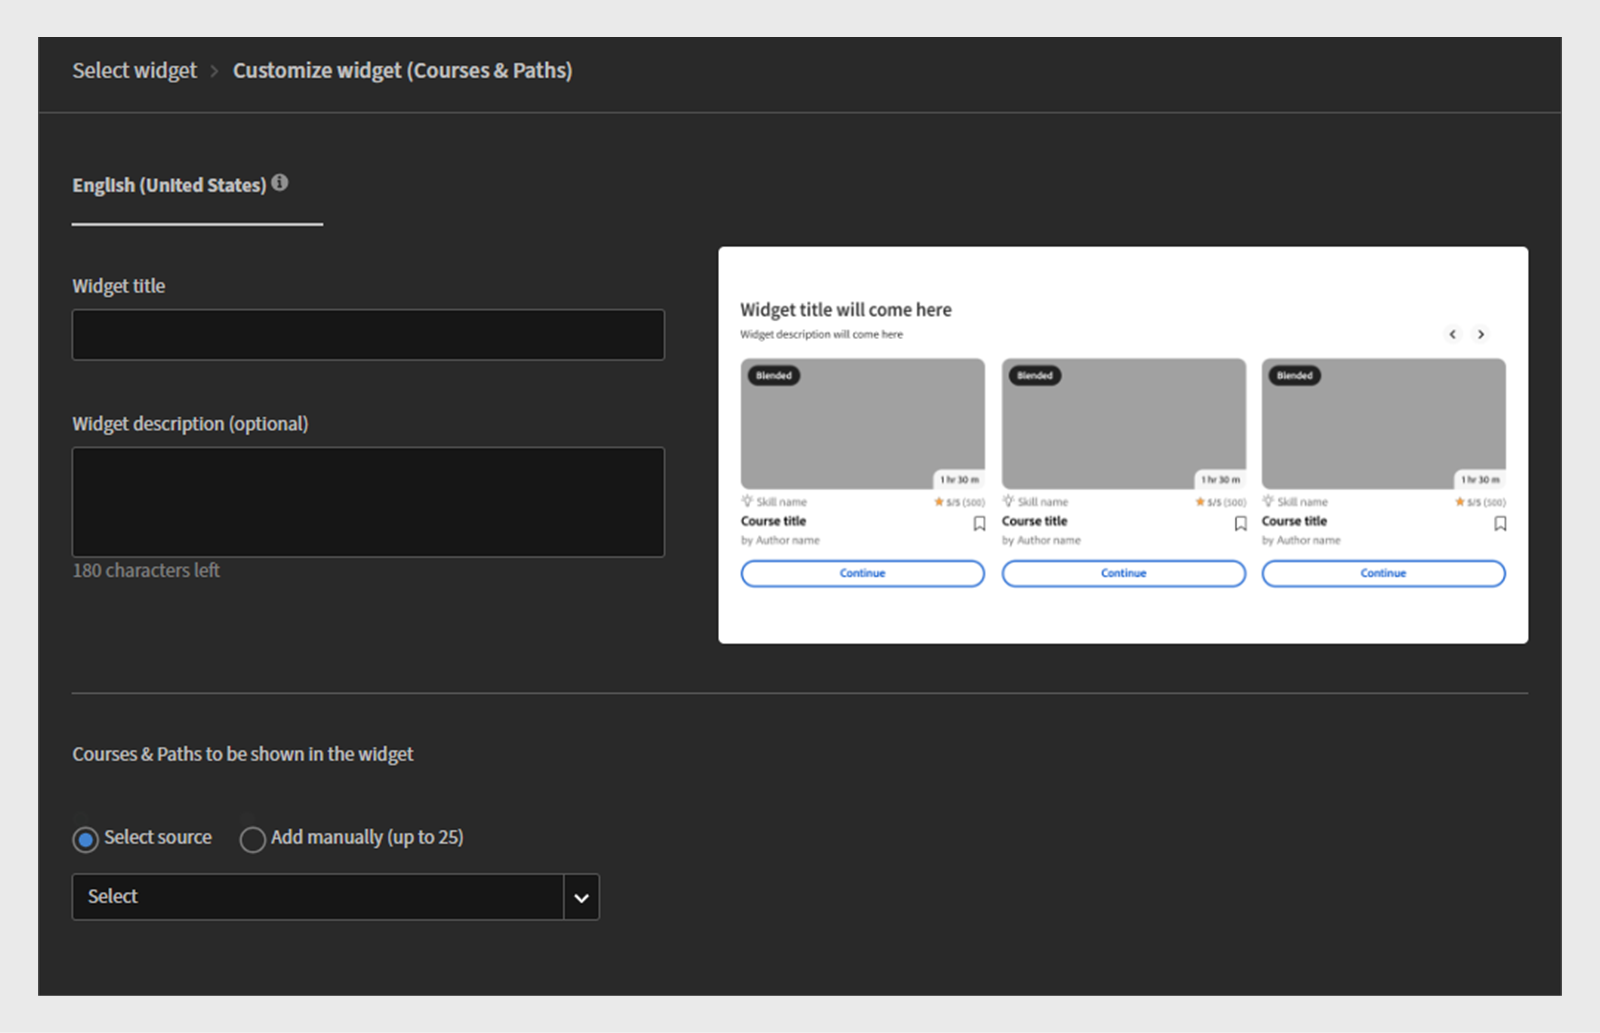 Select widget > Customize widget (Courses & Paths)
English (United States)
Widget title
Widget description (optional)
180 characters left
Widget title will come here
Widget description will come here
Blended Blended Blended
1 hr 30 m 1 hr 30 m 1 hr 30 m
Skill name 5/5 (500) Skill name 5/5 (500) Skill name 5/5 (500)
Course title Course title Course title
by Author name by Author name by Author name
Continue Continue Continue
Courses & Paths to be shown in the widget
Select source Add manually (up to 25)
Select